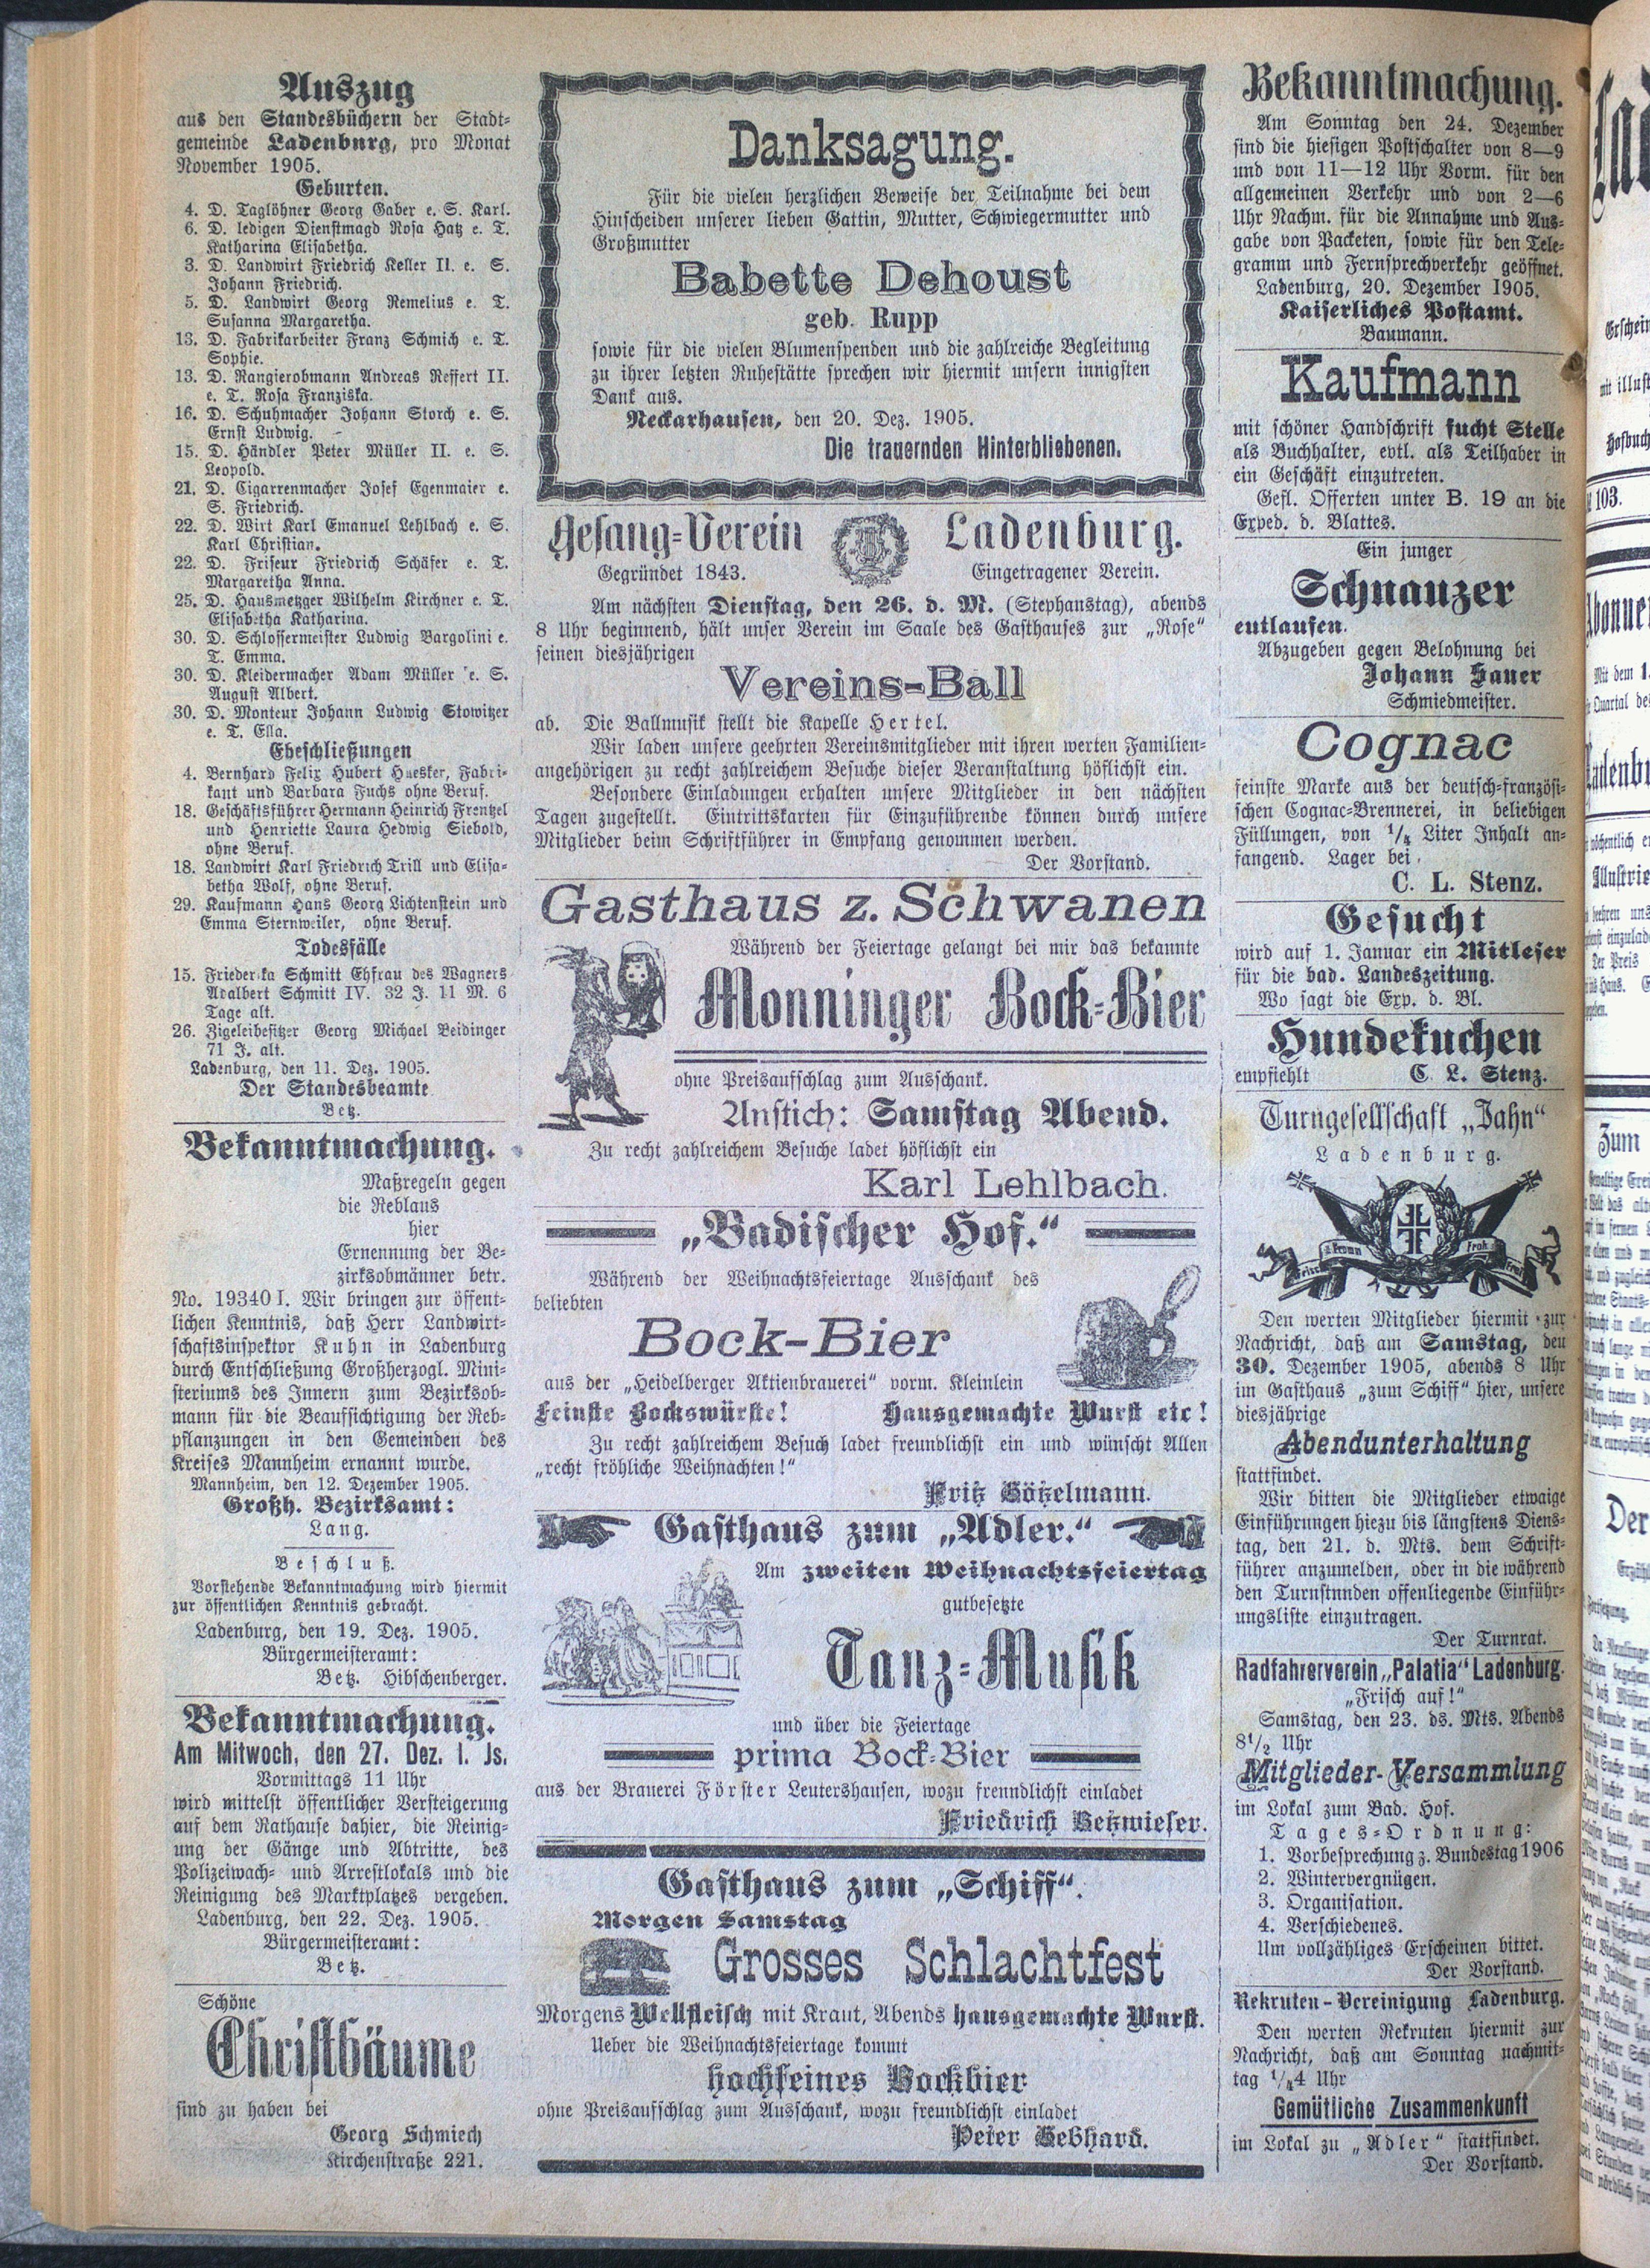 Auszug
aus den Standesbüchern der Stadt-
gemeinde Ladenburg, pro Monat
November 1905.
Geburten.
4. D. Taglöhner Georg Gaber e. S. Karl.
6. D. ledigen Dienstmagd Rosa Hatz e. T.
Katharina Elisabetha.
3. D. Landwirt Friedrich Keller II. e. S.
Johann Friedrich.
5. D. Landwirt Georg Remelius e. T.
Susanna Margaretha.
13. D. Fabrikarbeiter Franz Schmich e. T.
Sophie.
13. D. Rangierobmann Andreas Neffert II.
e. T. Rosa Franziska.
16. D. Schuhmacher Johann Storch e. S.
Ernst Ludwig.
15. D. Händler Peter Müller II. e. S.
Leopold.
21. D. Cigarrenmacher Josef Egenmaier e.
S. Friedrich.
22. D. Wirt Karl Emanuel Lehlbach e. S.
Karl Christian.
22. D. Friseur Friedrich Schäfer e. T.
Margaretha Anna.
25. D. Hausmetzger Wilhelm Kirchner e. T.
Elisabetha Katharina.
30. D. Schlossermeister Ludwig Bargolini e.
T. Emma.
30. D. Kleidermacher Adam Müller e. S.
August Albert.
30. D. Monteur Johann Ludwig Stowitzer
e. T. Ella.
Eheschließungen
4. Bernhard Felix Hubert Huesker, Fabri-
kant und Barbara Fuchs ohne Beruf.
18. Geschäftsführer Hermann Heinrich Frentzel
und Henriette Laura Hedwig Siebold,
ohne Beruf.
18. Landwirt Karl Friedrich Trill und Elisa-
betha Wolf, ohne Beruf.
29. Kaufmann Hans Georg Lichtenstein und
Emma Sternweiler, ohne Beruf.
Todesfälle
15. Friederika Schmitt Ehfrau des Wagners
Adalbert Schmitt IV. 32 J. 11 M. 6
Tage alt.
26. Zigeleibesitzer Georg Michael Beidinger
71 J. alt.
Ladenburg, den 11. Dez. 1905.
Der Standesbeamte
Betz.
Bekanntmachung.
Maßregeln gegen
die Reblaus
hier
Ernennung der Be-
zirksobmänner betr.
No. 19340 I. Wir bringen zur öffent-
lichen Kenntnis, daß Herr Landwirt-
schaftsinspektor Kuhn in Ladenburg
durch Entschließung Großherzogl. Mini-
steriums des Innern zum Bezirksob-
mann für die Beaufsichtigung der Reb-
pflanzungen in den Gemeinden des
Kreises Mannheim ernannt wurde.
Mannheim, den 12. Dezember 1905.
Großh. Bezirksamt:
Lang.
Beschluß.
Vorstehende Bekanntmachung wird hiermit
zur öffentlichen Kenntnis gebracht.
Ladenburg, den 19. Dez. 1905.
Bürgermeisteramt:
Betz. Hibschenberger.
Bekanntmachung.
Am Mitwoch, den 27. Dez. l. Js.
Vormittags 11 Uhr
wird mittelst öffentlicher Versteigerung
auf dem Rathause dahier, die Reinig-
ung der Gänge und Abtritte, des
Polizeiwach- und Arrestlokals und die
Reinigung des Marktplatzes vergeben.
Ladenburg, den 22. Dez. 1905.
Bürgermeisteramt:
Betz.
Schöne
Christbäume
sind zu haben bei
Georg Schmiech
Kirchenstraße 221.
Danksagung.
Für die vielen herzlichen Beweise der Teilnahme bei dem
Hinscheiden unserer lieben Gattin, Mutter, Schwiegermutter und
Großmutter
Babette Dehoust
geb. Rupp
sowie für die vielen Blumenspenden und die zahlreiche Begleitung
zu ihrer letzten Ruhestätte sprechen wir hiermit unsern innigsten
Dank aus.
Neckarhausen, den 20. Dez. 1905.
Die trauernden Hinterbliebenen.
Gesang-Verein Ladenburg.
Gegründet 1843. Eingetragener Verein.
Am nächsten Dienstag, den 26. d. M. (Stephanstag), abends
8 Uhr beginnend, hält unser Verein im Saale des Gasthauses zur „Rose“
seinen diesjährigen
Vereins-Ball
ab. Die Ballmusik stellt die Kapelle Hertel.
Wir laden unsere geehrten Vereinsmitglieder mit ihren werten Familien-
angehörigen zu recht zahlreichem Besuche dieser Veranstaltung höflichst ein.
Besondere Einladungen erhalten unsere Mitglieder in den nächsten
Tagen zugestellt. Eintrittskarten für Einzuführende können durch unsere
Mitglieder beim Schriftführer in Empfang genommen werden.
Der Vorstand.
Gasthaus z. Schwanen
Während der Feiertage gelangt bei mir das bekannte
Monninger Bock-Bier
ohne Preisaufschlag zum Ausschank.
Anstich: Samstag Abend.
Zu recht zahlreichem Besuche ladet höflichst ein
Karl Lehlbach.
„Badischer Hof.“
Während der Weihnachtsfeiertage Ausschank des
beliebten
Bock-Bier
aus der „Heidelberger Aktienbrauerei“ vorm. Kleinlein
Feinste Bockswürste! Hausgemachte Wurst etc!
Zu recht zahlreichem Besuch ladet freundlichst ein und wünscht Allen
„recht fröhliche Weihnachten!“
Fritz Götzelmann.
Gasthaus zum „Adler.“
Am zweiten Weihnachtsfeiertag
gutbesetzte
Tanz-Musik
und über die Feiertage
prima Bock-Bier
aus der Brauerei Förster Leutershausen, wozu freundlichst einladet
Friedrich Betzwieser.
Gasthaus zum „Schiff“.
Morgen Samstag
Grosses Schlachtfest
Morgens Wellfleisch mit Kraut, Abends hausgemachte Wurst.
Ueber die Weihnachtsfeiertage kommt
hochfeines Bockbier
ohne Preisaufschlag zum Ausschank, wozu freundlichst einladet
Peter Gebhard.
Bekanntmachung.
Am Sonntag den 24. Dezember
sind die hiesigen Postschalter von 8—9
und von 11—12 Uhr Vorm. für den
allgemeinen Verkehr und von 2—6
Uhr Nachm. für die Annahme und Aus-
gabe von Packeten, sowie für den Tele-
gramm und Fernsprechverkehr geöffnet.
Ladenburg, 20. Dezember 1905.
Kaiserliches Postamt.
Baumann.
Kaufmann
mit schöner Handschrift sucht Stelle
als Buchhalter, evtl. als Teilhaber in
ein Geschäft einzutreten.
Gefl. Offerten unter B. 19 an die
Exped. d. Blattes.
Ein junger
Schnauzer
entlaufen.
Abzugeben gegen Belohnung bei
Johann Sauer
Schmiedmeister.
Cognac
feinste Marke aus der deutsch-französi-
schen Cognac-Brennerei, in beliebigen
Füllungen, von 1/4 Liter Inhalt an-
fangend. Lager bei
C. L. Stenz.
Gesucht
wird auf 1. Januar ein Mitleser
für die bad. Landeszeitung.
Wo sagt die Exp. d. Bl.
Hundekuchen
empfiehlt C. L. Stenz.
Turngesellschaft „Jahn“
Ladenburg.
Frisch Fromm Froh Frei
Den werten Mitglieder hiermit zur
Nachricht, daß am Samstag, den
30. Dezember 1905, abends 8 Uhr
im Gasthaus „zum Schiff“ hier, unsere
diesjährige
Abendunterhaltung
stattfindet.
Wir bitten die Mitglieder etwaige
Einführungen hiezu bis längstens Diens-
tag, den 21. d. Mts. dem Schrift-
führer anzumelden, oder in die während
den Turnstnnden offenliegende Einführ-
ungsliste einzutragen.
Der Turnrat.
Radfahrerverein „Palatia“ Ladenburg.
„Frisch auf!“
Samstag, den 23. ds. Mts. Abends
8 1/2 Uhr
Mitglieder-Versammlung
im Lokal zum Bad. Hof.
Tages-Ordnung:
1. Vorbesprechung z. Bundestag 1906
2. Wintervergnügen.
3. Organisation.
4. Verschiedenes.
Um vollzähliges Erscheinen bittet.
Der Vorstand.
Rekruten-Vereinigung Ladenburg.
Den werten Rekruten hiermit zur
Nachricht, daß am Sonntag nachmit-
tag 1/4 4 Uhr
Gemütliche Zusammenkunft
im Lokal zu „Adler“ stattfindet.
Der Vorstand.